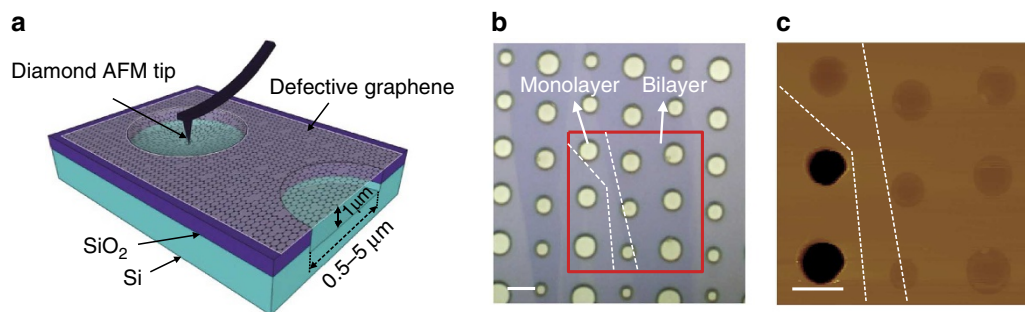 a
Diamond AFM tip
Defective graphene
1 µm
0.5–5 µm
SiO2
Si
b
Monolayer
Bilayer
c